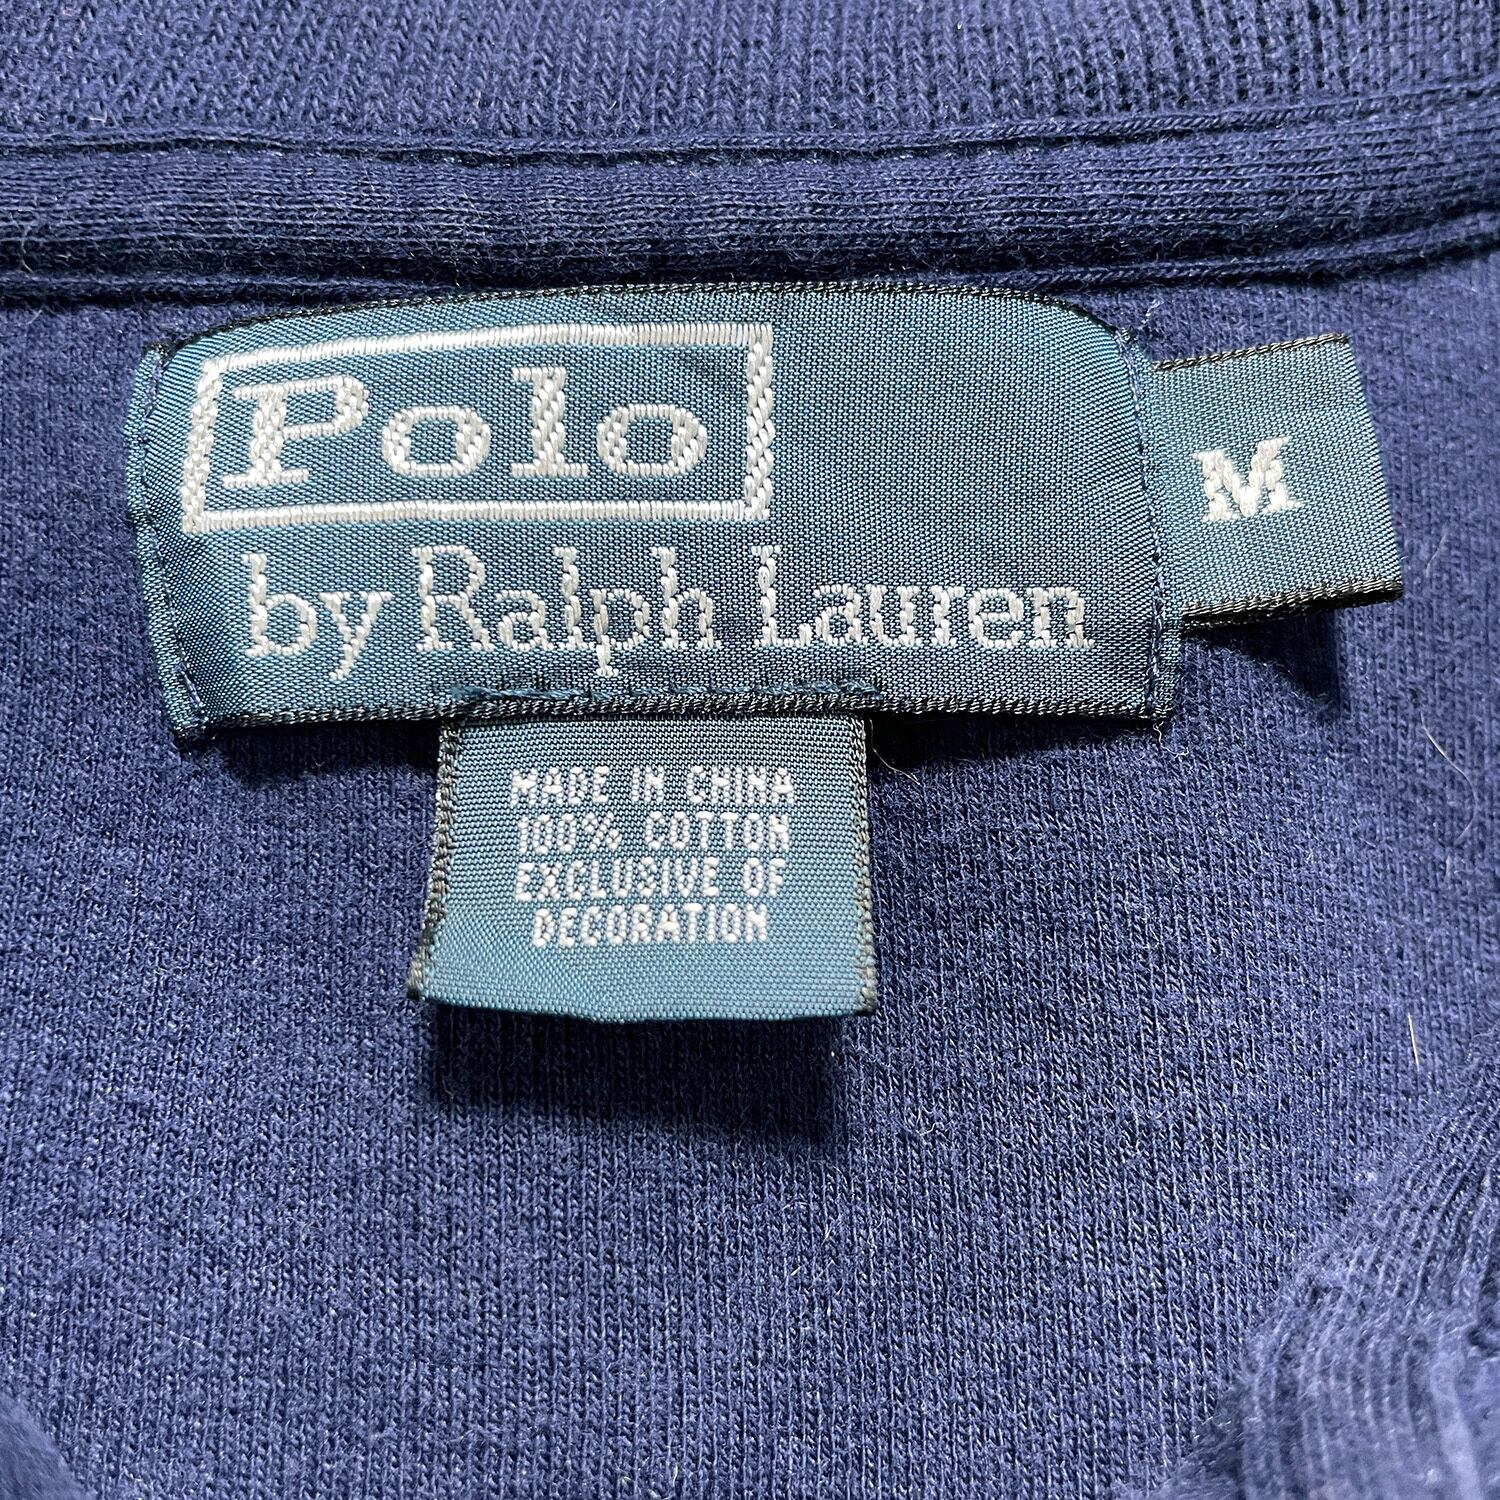 Polo
by Ralph Lauren
M
MADE IN CHINA
100% COTTON
EXCLUSIVE OF
DECORATION